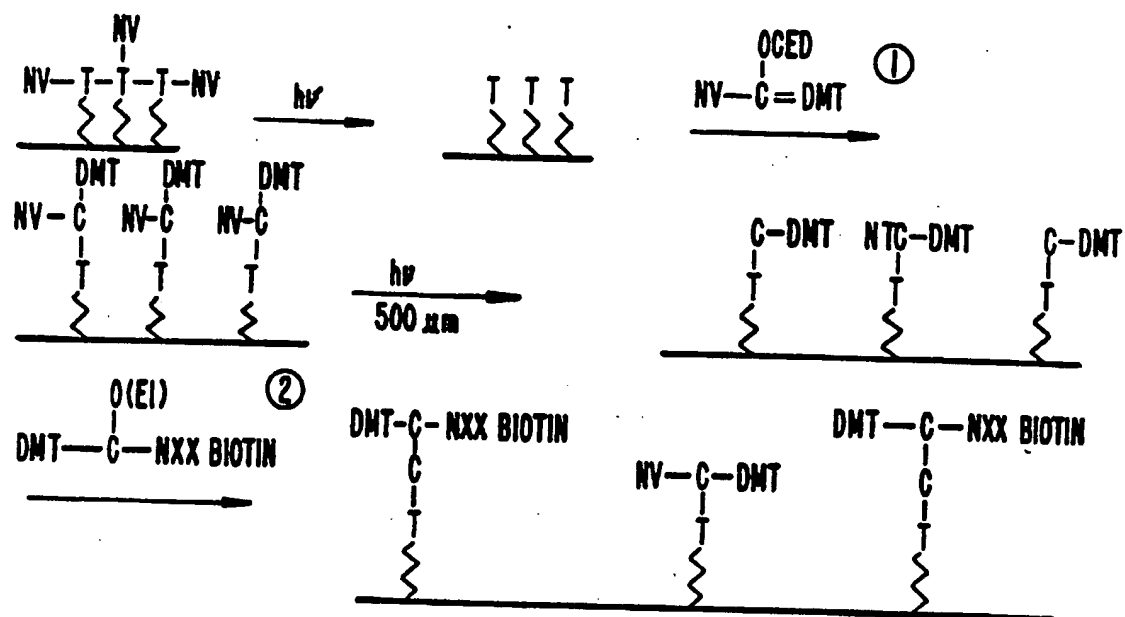 NV
NV—T—T—T—NV
hν
T T T
OCED
NV—C=DMT
①
DMT DMT DMT
NV—C NV—C NV—C
T T T
hν
500 μm
C—DMT NTC—DMT C—DMT
T T T
②
O(EI)
DMT—C—NXX BIOTIN
DMT—C—NXX BIOTIN
C
T
NV—C—DMT
T
DMT—C—NXX BIOTIN
C
T